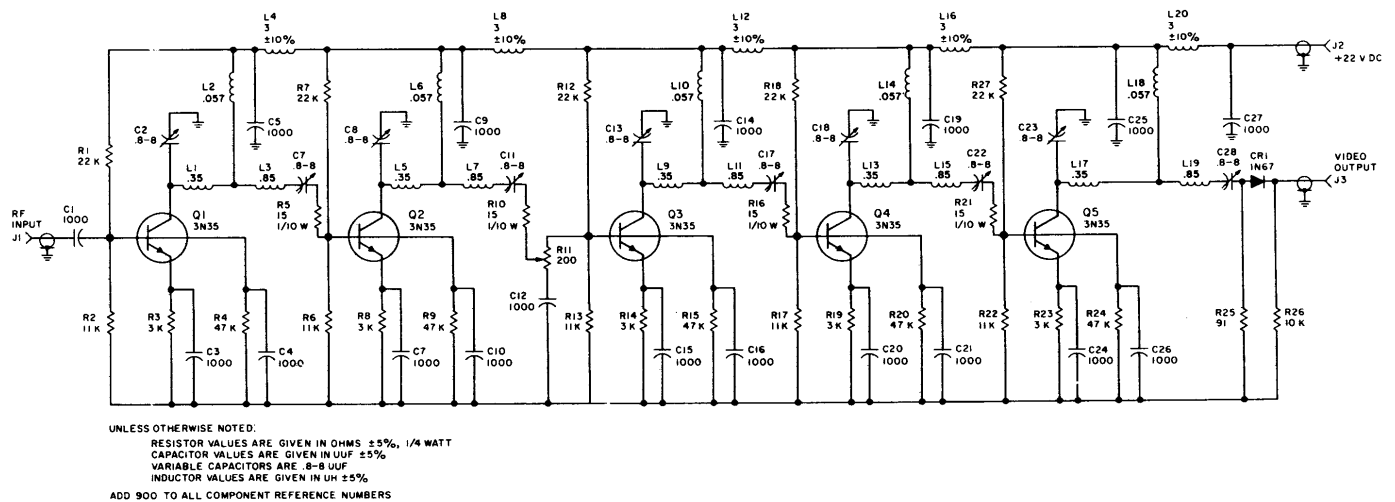 L4
3
±10%
L8
3
±10%
L12
3
±10%
L16
3
±10%
L20
3
±10%
J2
+22 V DC
L2
.057
R7
22 K
L6
.057
R12
22 K
L10
.057
R18
22 K
L14
.057
R27
22 K
L18
.057
C2
.8-8
C5
1000
C8
.8-8
C9
1000
C13
.8-8
C14
1000
C18
.8-8
C19
1000
C23
.8-8
C25
1000
C27
1000
R1
22 K
L1
.35
L3
.85
C7
.8-8
L5
.35
L7
.85
C11
.8-8
L9
.35
L11
.85
C17
.8-8
L13
.35
L15
.85
C22
.8-8
L17
.35
L19
.85
C28
.8-8
CR1
1N67
VIDEO
OUTPUT
J3
RF
INPUT
J1
C1
1000
Q1
3N35
R5
15
1/10 W
Q2
3N35
R10
15
1/10 W
R11
200
Q3
3N35
R16
15
1/10 W
Q4
3N35
R21
15
1/10 W
Q5
3N35
C12
1000
R2
11 K
R3
3 K
R4
47 K
R6
11 K
R8
3 K
R9
47 K
R13
11 K
R14
3 K
R15
47 K
R17
11 K
R19
3 K
R20
47 K
R22
11 K
R23
3 K
R24
47 K
R25
91
R26
10 K
C3
1000
C4
1000
C7
1000
C10
1000
C15
1000
C16
1000
C20
1000
C21
1000
C24
1000
C26
1000
UNLESS OTHERWISE NOTED:
RESISTOR VALUES ARE GIVEN IN OHMS ±5%, 1/4 WATT
CAPACITOR VALUES ARE GIVEN IN UUF ±5%
VARIABLE CAPACITORS ARE .8-8 UUF
INDUCTOR VALUES ARE GIVEN IN UH ±5%
ADD 900 TO ALL COMPONENT REFERENCE NUMBERS